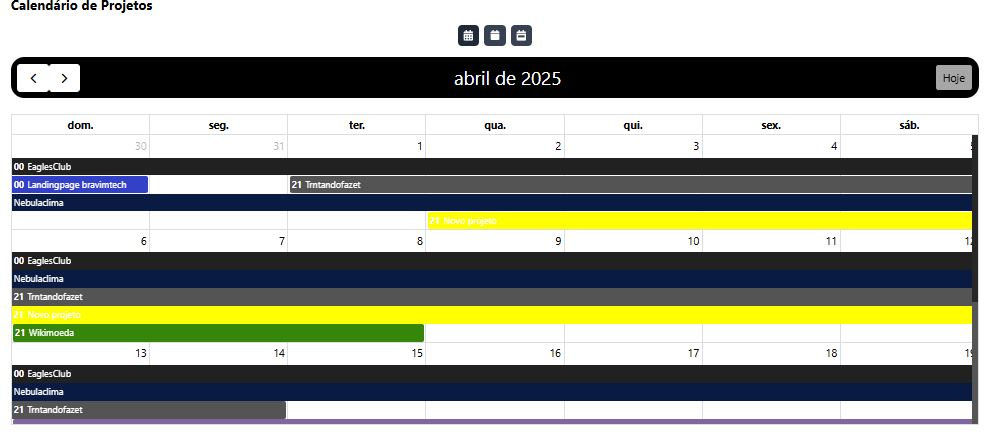 Calendário de Projetos
abril de 2025
Hoje
dom. seg. ter. qua. qui. sex. sáb.
30 31 1 2 3 4 5
00 EaglesClub
00 Landingpage bravimtech 21 Trntandofazet
Nebulaclima
21 Novo projeto
6 7 8 9 10 11 12
00 EaglesClub
Nebulaclima
21 Trntandofazet
21 Novo projeto
21 Wikimoeda
13 14 15 16 17 18 19
00 EaglesClub
Nebulaclima
21 Trntandofazet